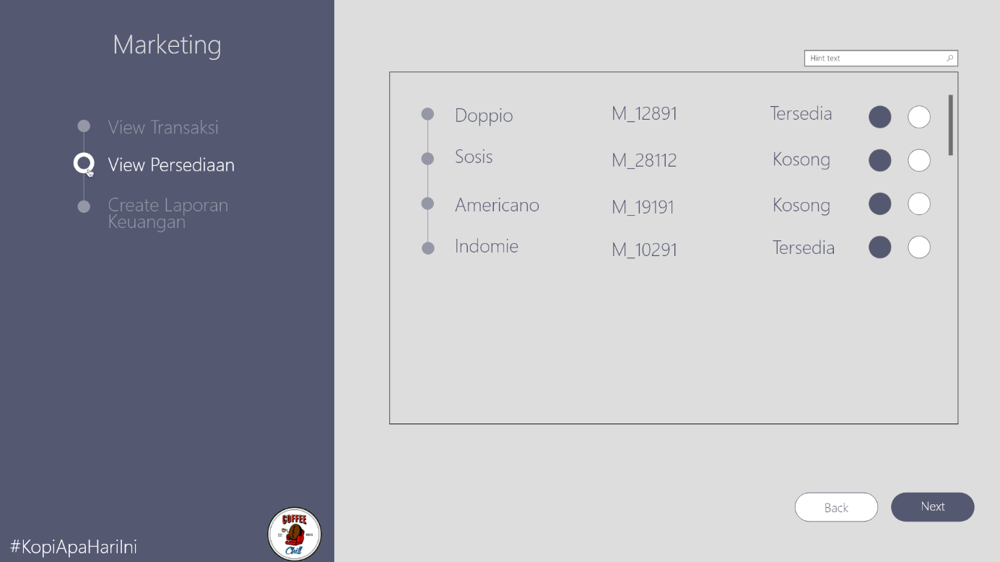 Marketing
View Transaksi
View Persediaan
Create Laporan
Keuangan
#KopiApaHariIni
COFFEE
EST
Chill
Hint text
Doppio M_12891 Tersedia
Sosis M_28112 Kosong
Americano M_19191 Kosong
Indomie M_10291 Tersedia
Back Next